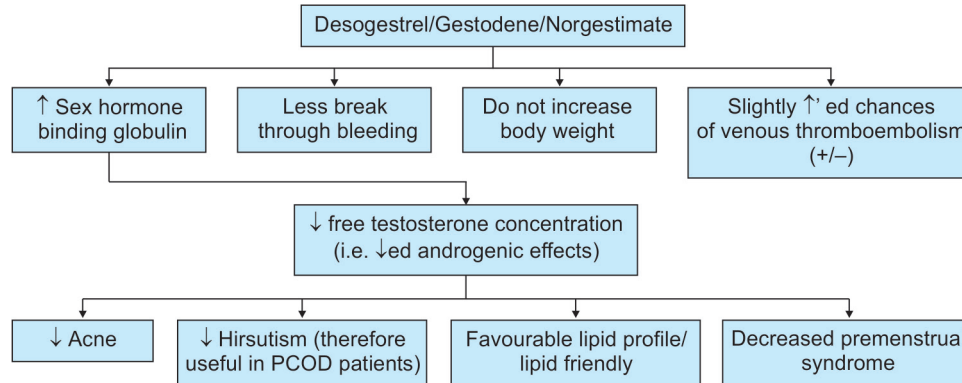 Desogestrel/Gestodene/Norgestimate
↑ Sex hormone
binding globulin
Less break
through bleeding
Do not increase
body weight
Slightly ↑’ ed chances
of venous thromboembolism
(+/–)
↓ free testosterone concentration
(i.e. ↓ed androgenic effects)
↓ Acne
↓ Hirsutism (therefore
useful in PCOD patients)
Favourable lipid profile/
lipid friendly
Decreased premenstrual
syndrome